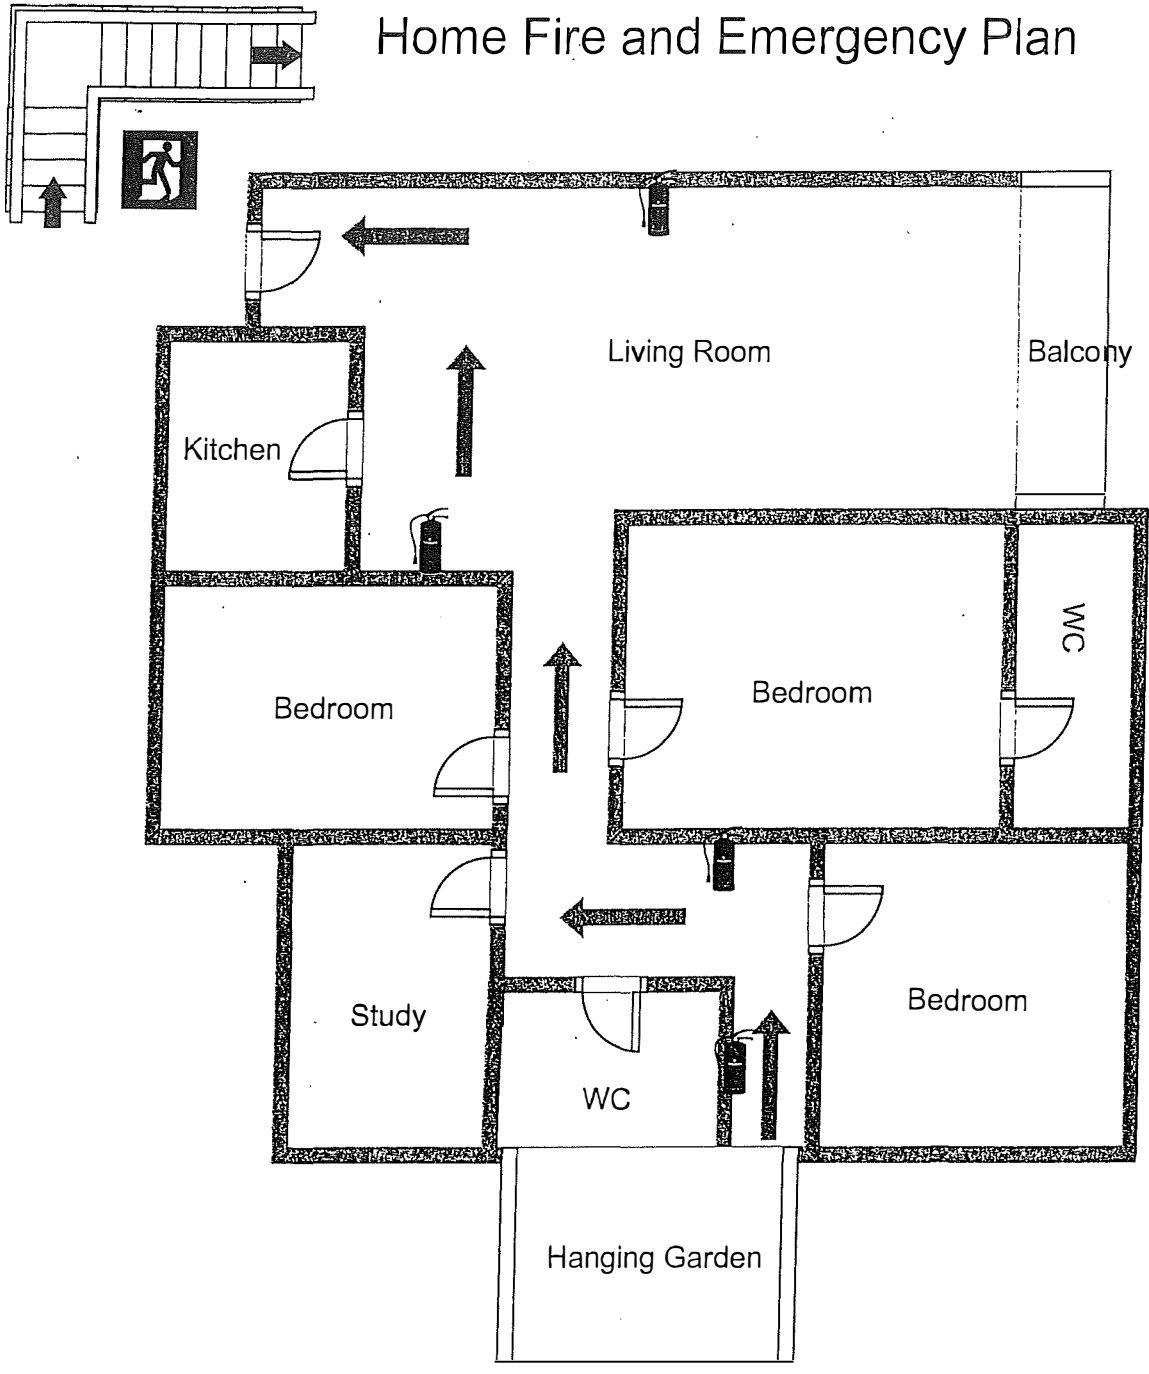 Home Fire and Emergency Plan
Living Room
Balcony
Kitchen
WC
Bedroom
Bedroom
Study
Bedroom
WC
Hanging Garden